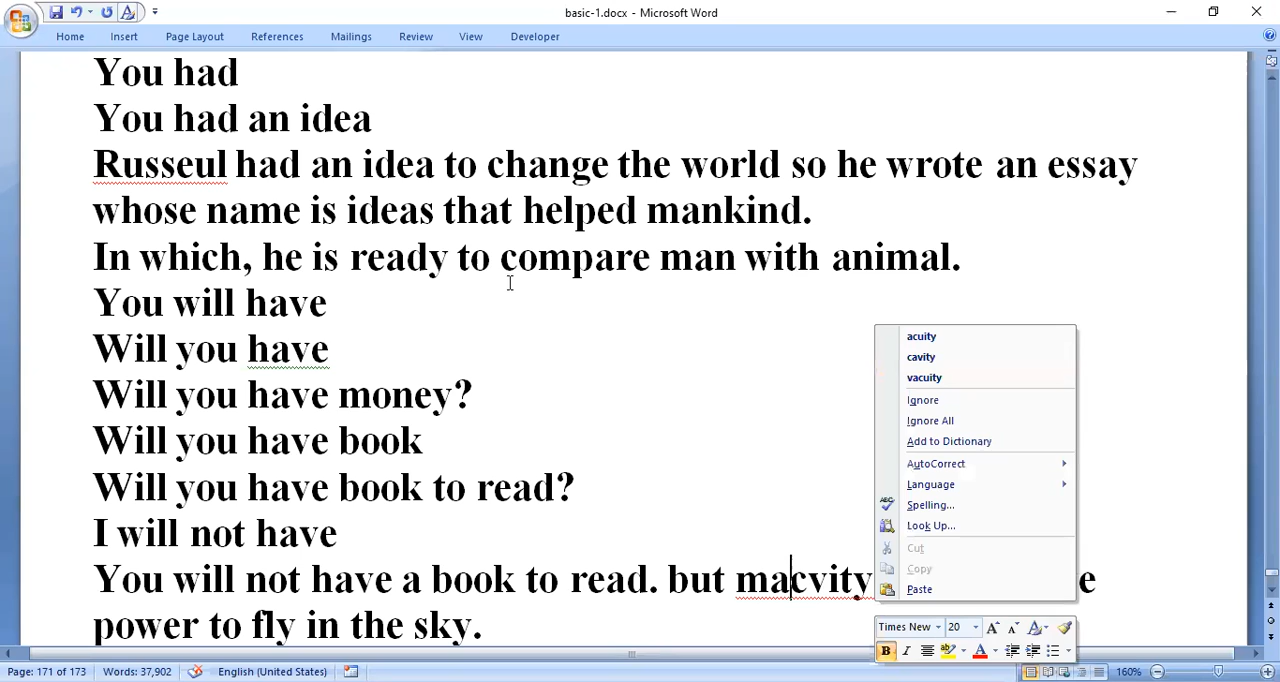 basic-1.docx - Microsoft Word
Home Insert Page Layout References Mailings Review View Developer
You had
You had an idea
Russeul had an idea to change the world so he wrote an essay
whose name is ideas that helped mankind.
In which, he is ready to compare man with animal.
You will have
Will you have
Will you have money?
Will you have book
Will you have book to read?
I will not have
You will not have a book to read. but macvity e
power to fly in the sky.
acuity
cavity
vacuity
Ignore
Ignore All
Add to Dictionary
AutoCorrect
Language
Spelling...
Look Up...
Cut
Copy
Paste
Times New 20
Page: 171 of 173 Words: 37,902 English (United States) 160%